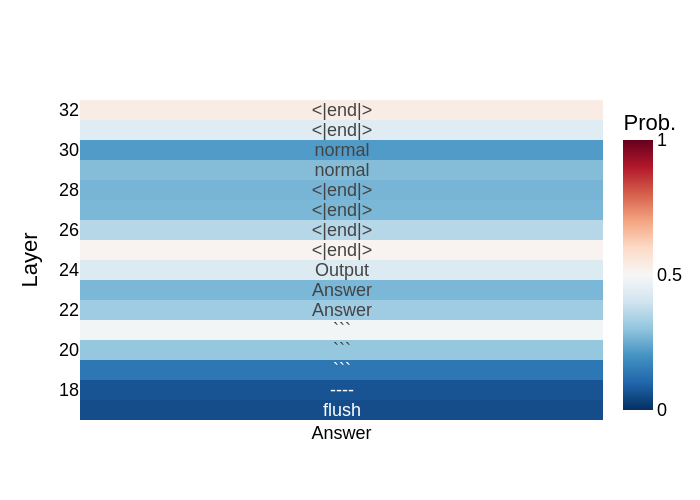 Prob.
32 <|end|> 1
<|end|>
30 normal
normal
28 <|end|>
<|end|>
26 <|end|>
Layer
<|end|>
24 Output 0.5
Answer
22 Answer
```
20 ```
```
18 ----
flush 0
Answer